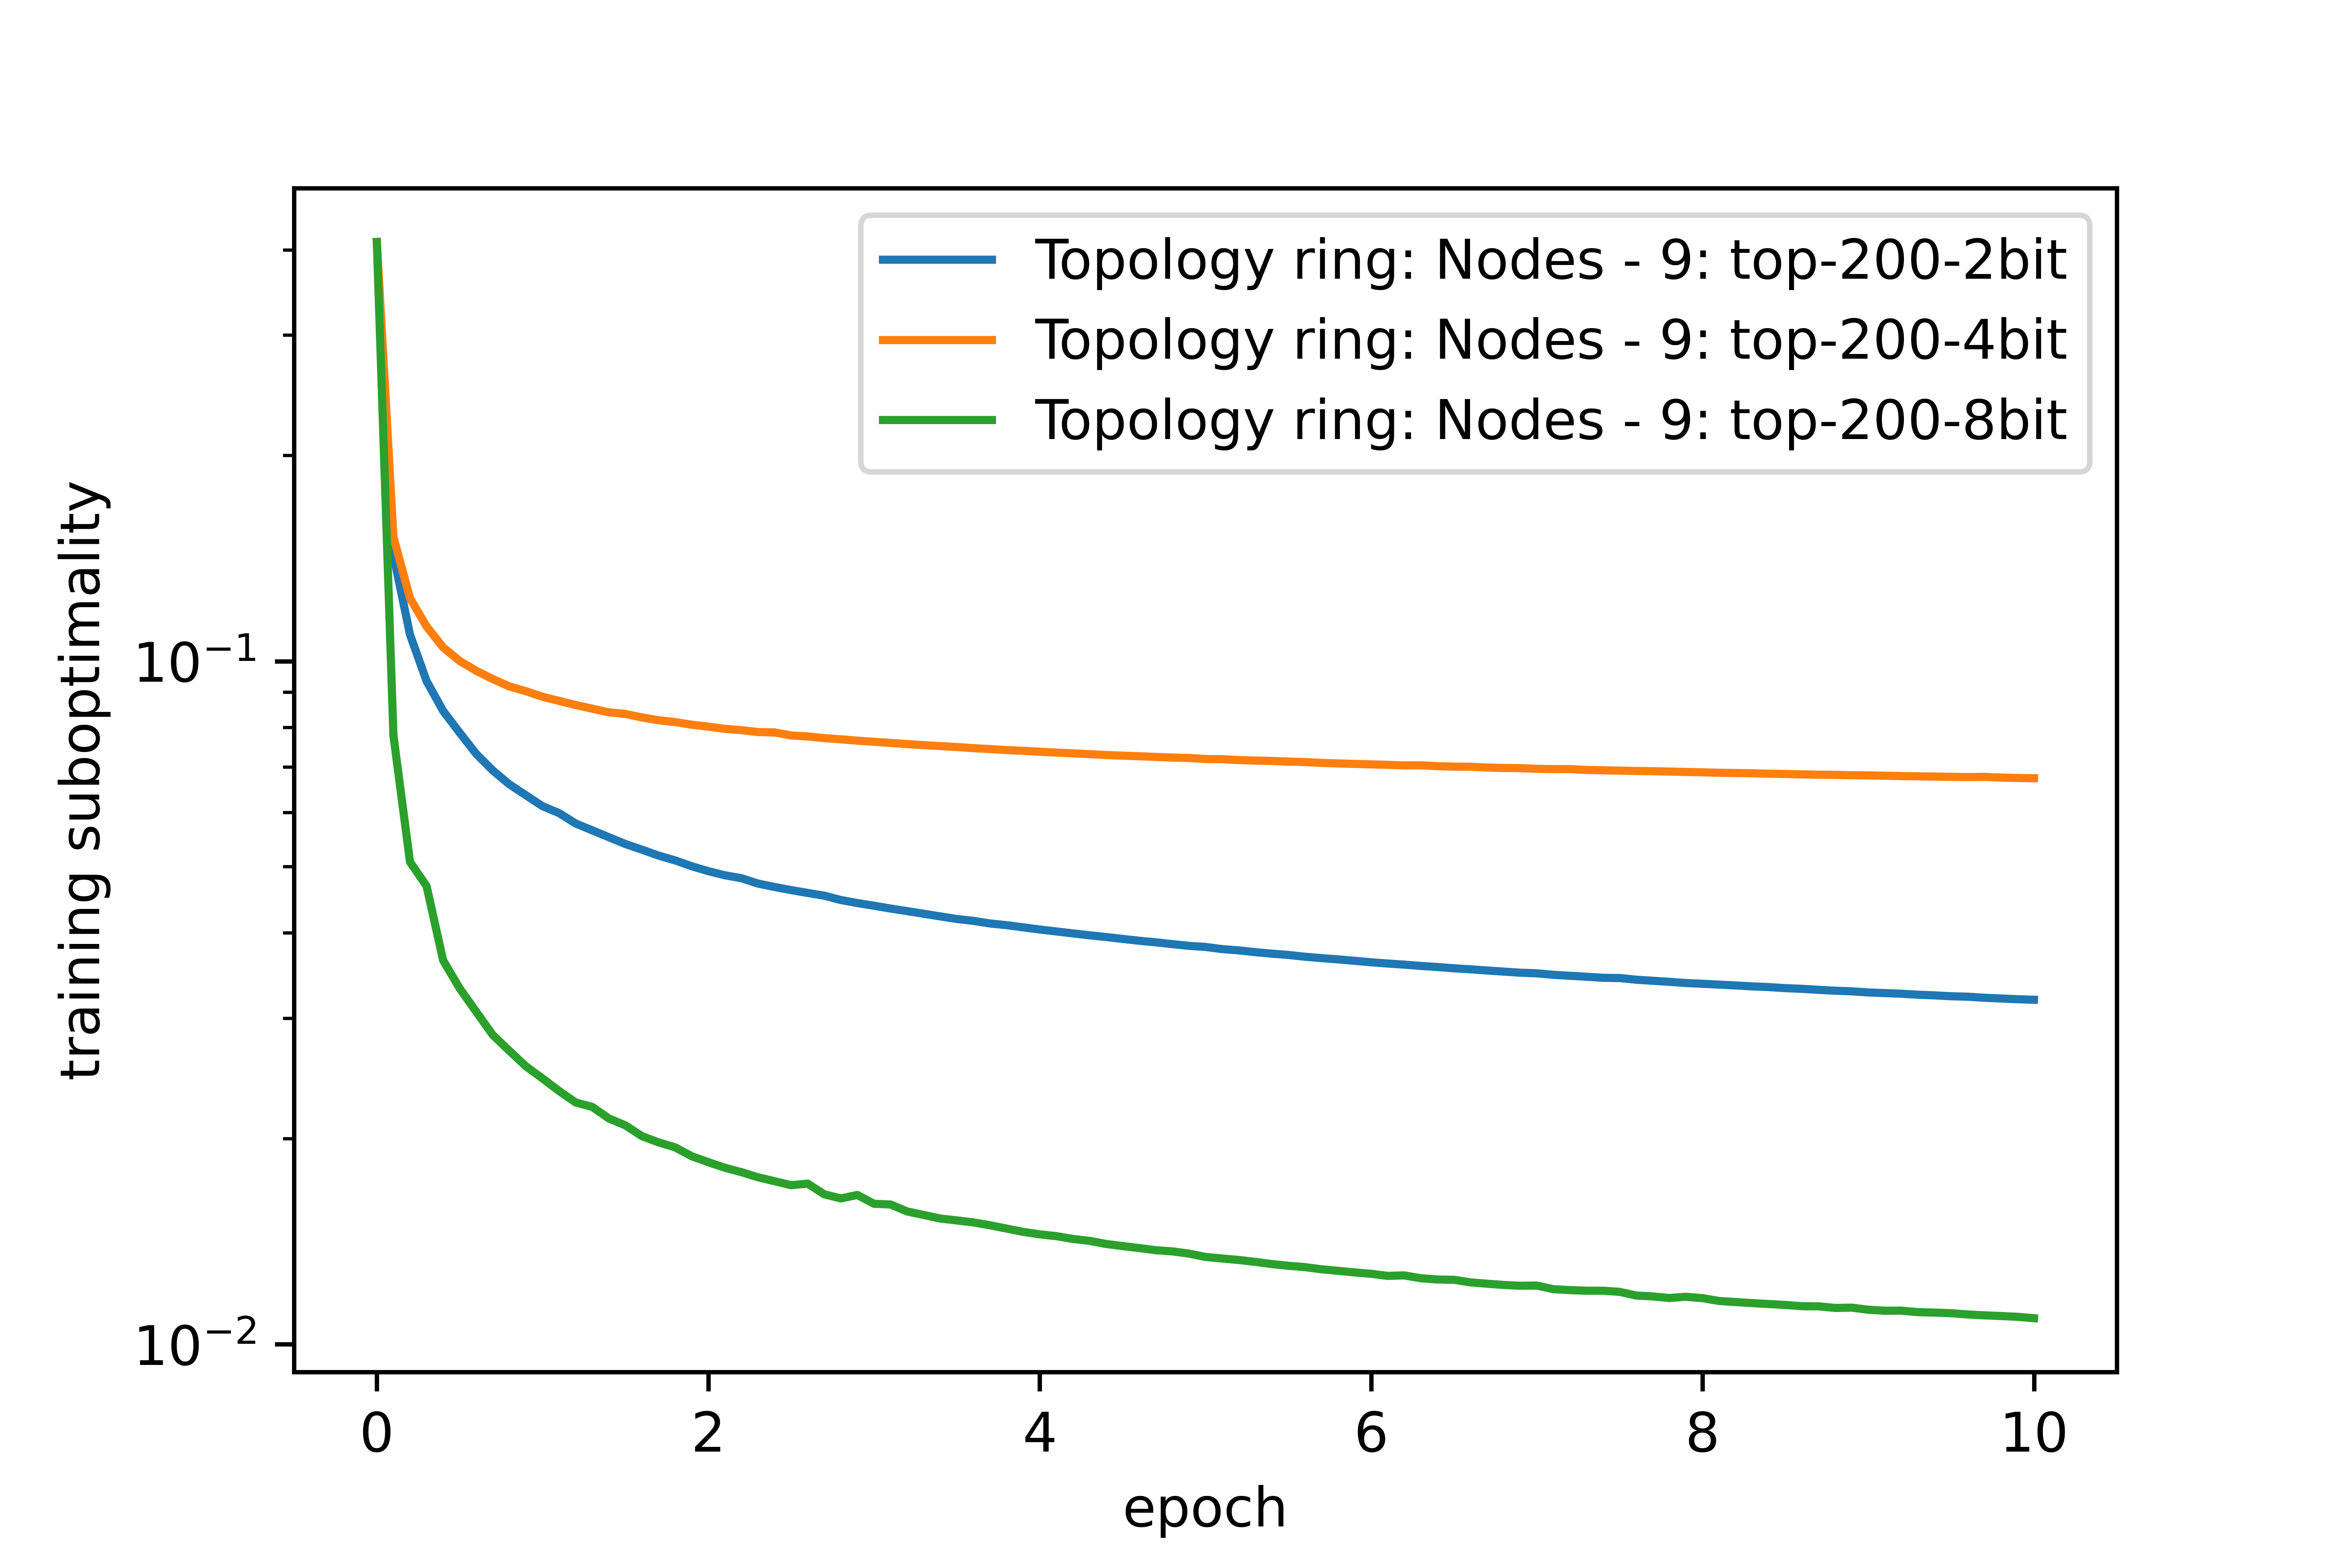 Topology ring: Nodes - 9: top-200-2bit
Topology ring: Nodes - 9: top-200-4bit
Topology ring: Nodes - 9: top-200-8bit
training suboptimality
10⁻¹
10⁻²
0 2 4 6 8 10
epoch